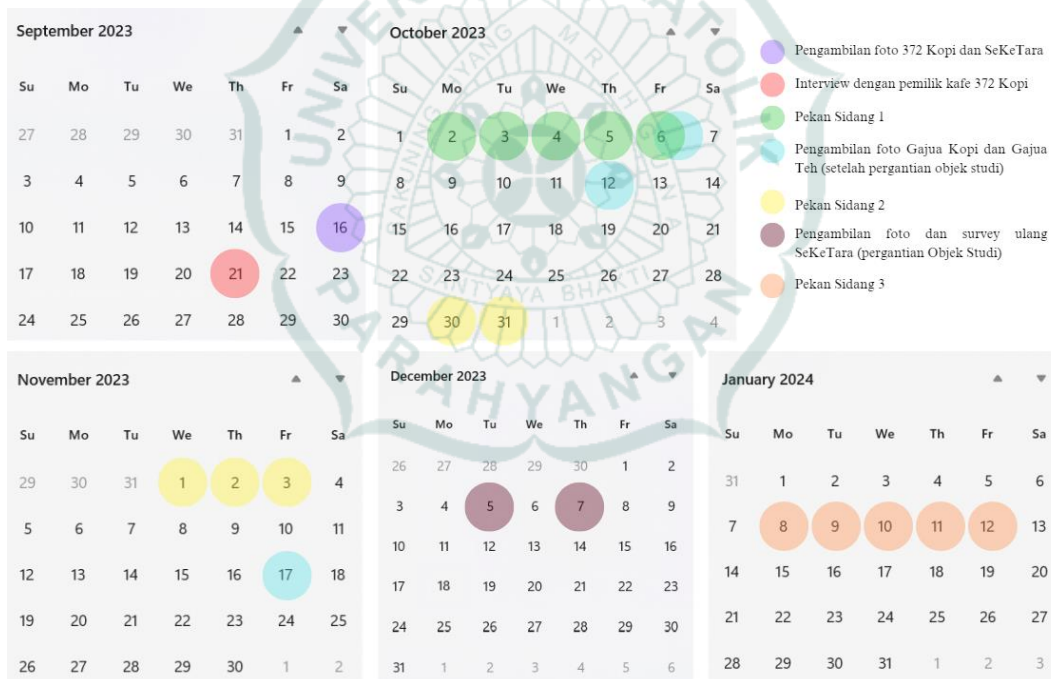 September 2023
Su Mo Tu We Th Fr Sa
27 28 29 30 31 1 2
3 4 5 6 7 8 9
10 11 12 13 14 15 16
17 18 19 20 21 22 23
24 25 26 27 28 29 30
October 2023
Su Mo Tu We Th Fr Sa
1 2 3 4 5 6 7
8 9 10 11 12 13 14
15 16 17 18 19 20 21
22 23 24 25 26 27 28
29 30 31 1 2 3 4
Pengambilan foto 372 Kopi dan SeKeTara
Interview dengan pemilik kafe 372 Kopi
Pekan Sidang 1
Pengambilan foto Gajua Kopi dan Gajua
Teh (setelah pergantian objek studi)
Pekan Sidang 2
Pengambilan foto dan survey ulang
SeKeTara (pergantian Objek Studi)
Pekan Sidang 3
November 2023
Su Mo Tu We Th Fr Sa
29 30 31 1 2 3 4
5 6 7 8 9 10 11
12 13 14 15 16 17 18
19 20 21 22 23 24 25
26 27 28 29 30 1 2
December 2023
Su Mo Tu We Th Fr Sa
26 27 28 29 30 1 2
3 4 5 6 7 8 9
10 11 12 13 14 15 16
17 18 19 20 21 22 23
24 25 26 27 28 29 30
31 1 2 3 4 5 6
January 2024
Su Mo Tu We Th Fr Sa
31 1 2 3 4 5 6
7 8 9 10 11 12 13
14 15 16 17 18 19 20
21 22 23 24 25 26 27
28 29 30 31 1 2 3
PARAHYANGAN
BHAKTI